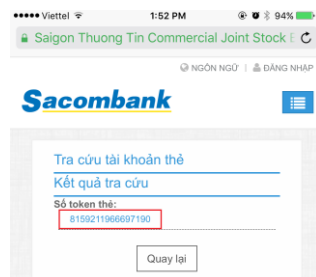 Viettel 1:52 PM 94%
Saigon Thuong Tin Commercial Joint Stock
NGÔN NGỮ | ĐĂNG NHẬP
Sacombank
Tra cứu tài khoản thẻ
Kết quả tra cứu
Số token thẻ:
8159211966697190
Quay lại